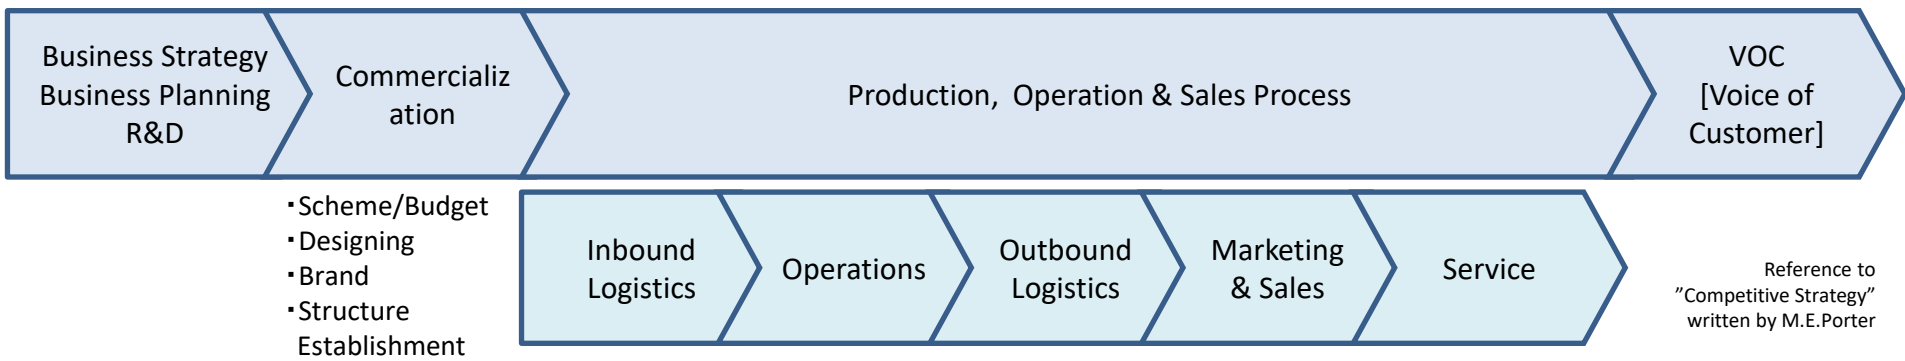 Business Strategy
Business Planning
R&D
Commercializ
ation
Production, Operation & Sales Process
VOC
[Voice of
Customer]
・Scheme/Budget
・Designing
・Brand
・Structure
Establishment
Inbound
Logistics
Operations
Outbound
Logistics
Marketing
& Sales
Service
Reference to
”Competitive Strategy”
written by M.E.Porter